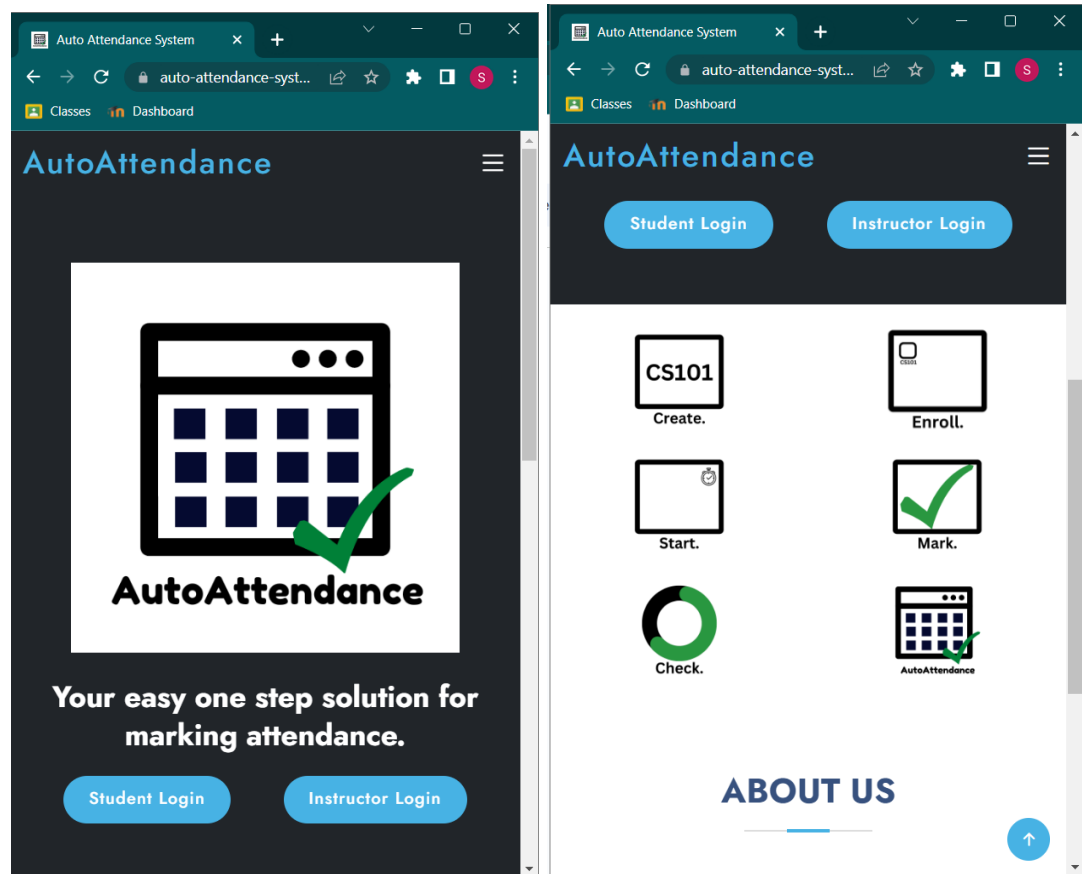 Auto Attendance System
auto-attendance-syst...
S
Classes
Dashboard
AutoAttendance
AutoAttendance
Your easy one step solution for
marking attendance.
Student Login Instructor Login
Auto Attendance System
auto-attendance-syst...
S
Classes
Dashboard
AutoAttendance
Student Login Instructor Login
CS101
Create.
CS101
Enroll.
Start.
Mark.
Check.
AutoAttendance
ABOUT US